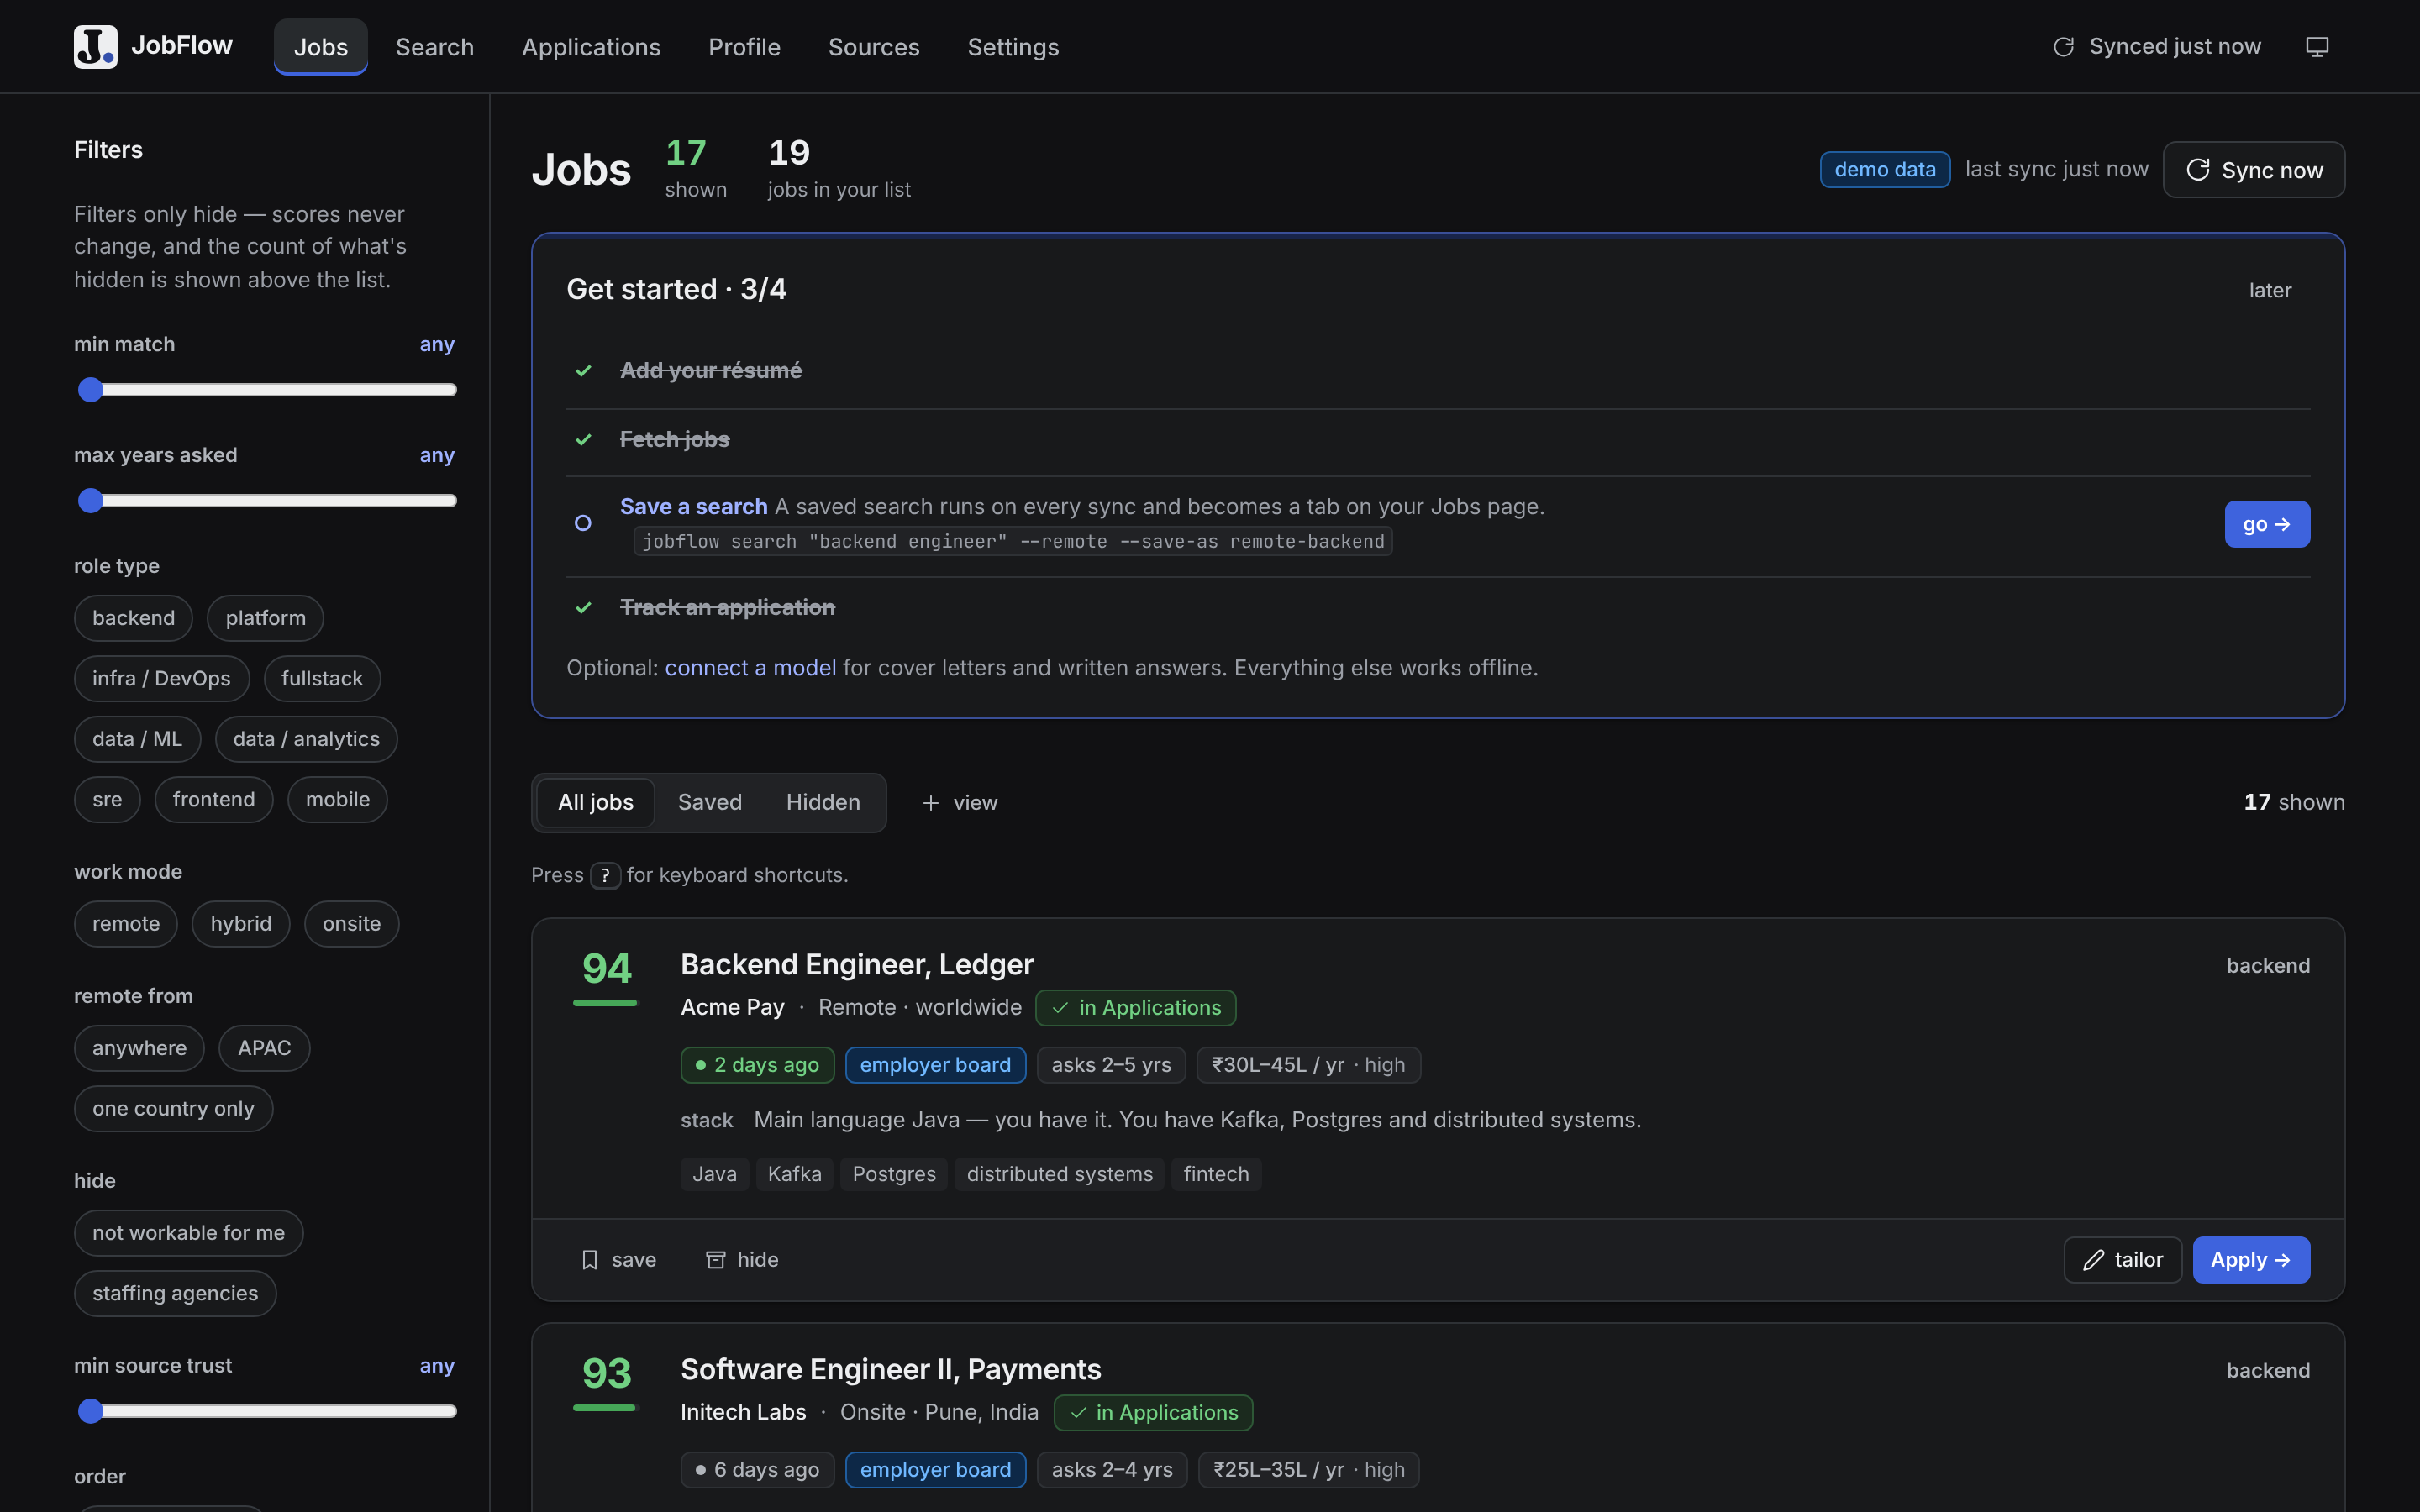 J. JobFlow Jobs Search Applications Profile Sources Settings Synced just now
Filters
Filters only hide — scores never
change, and the count of what's
hidden is shown above the list.
min match any
max years asked any
role type
backend platform
infra / DevOps fullstack
data / ML data / analytics
sre frontend mobile
work mode
remote hybrid onsite
remote from
anywhere APAC
one country only
hide
not workable for me
staffing agencies
min source trust any
order
Jobs
17
shown
19
jobs in your list
demo data last sync just now Sync now
Get started · 3/4 later
Add your résumé
Fetch jobs
Save a search A saved search runs on every sync and becomes a tab on your Jobs page.
jobflow search "backend engineer" --remote --save-as remote-backend
go →
Track an application
Optional: connect a model for cover letters and written answers. Everything else works offline.
All jobs Saved Hidden + view 17 shown
Press ? for keyboard shortcuts.
94 Backend Engineer, Ledger backend
Acme Pay · Remote · worldwide ✓ in Applications
2 days ago employer board asks 2–5 yrs ₹30L–45L / yr · high
stack Main language Java — you have it. You have Kafka, Postgres and distributed systems.
Java Kafka Postgres distributed systems fintech
save hide tailor Apply →
93 Software Engineer II, Payments backend
Initech Labs · Onsite · Pune, India ✓ in Applications
6 days ago employer board asks 2–4 yrs ₹25L–35L / yr · high